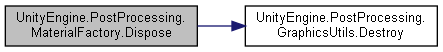 UnityEngine.PostProcessing.
MaterialFactory.Dispose
UnityEngine.PostProcessing.
GraphicsUtils.Destroy